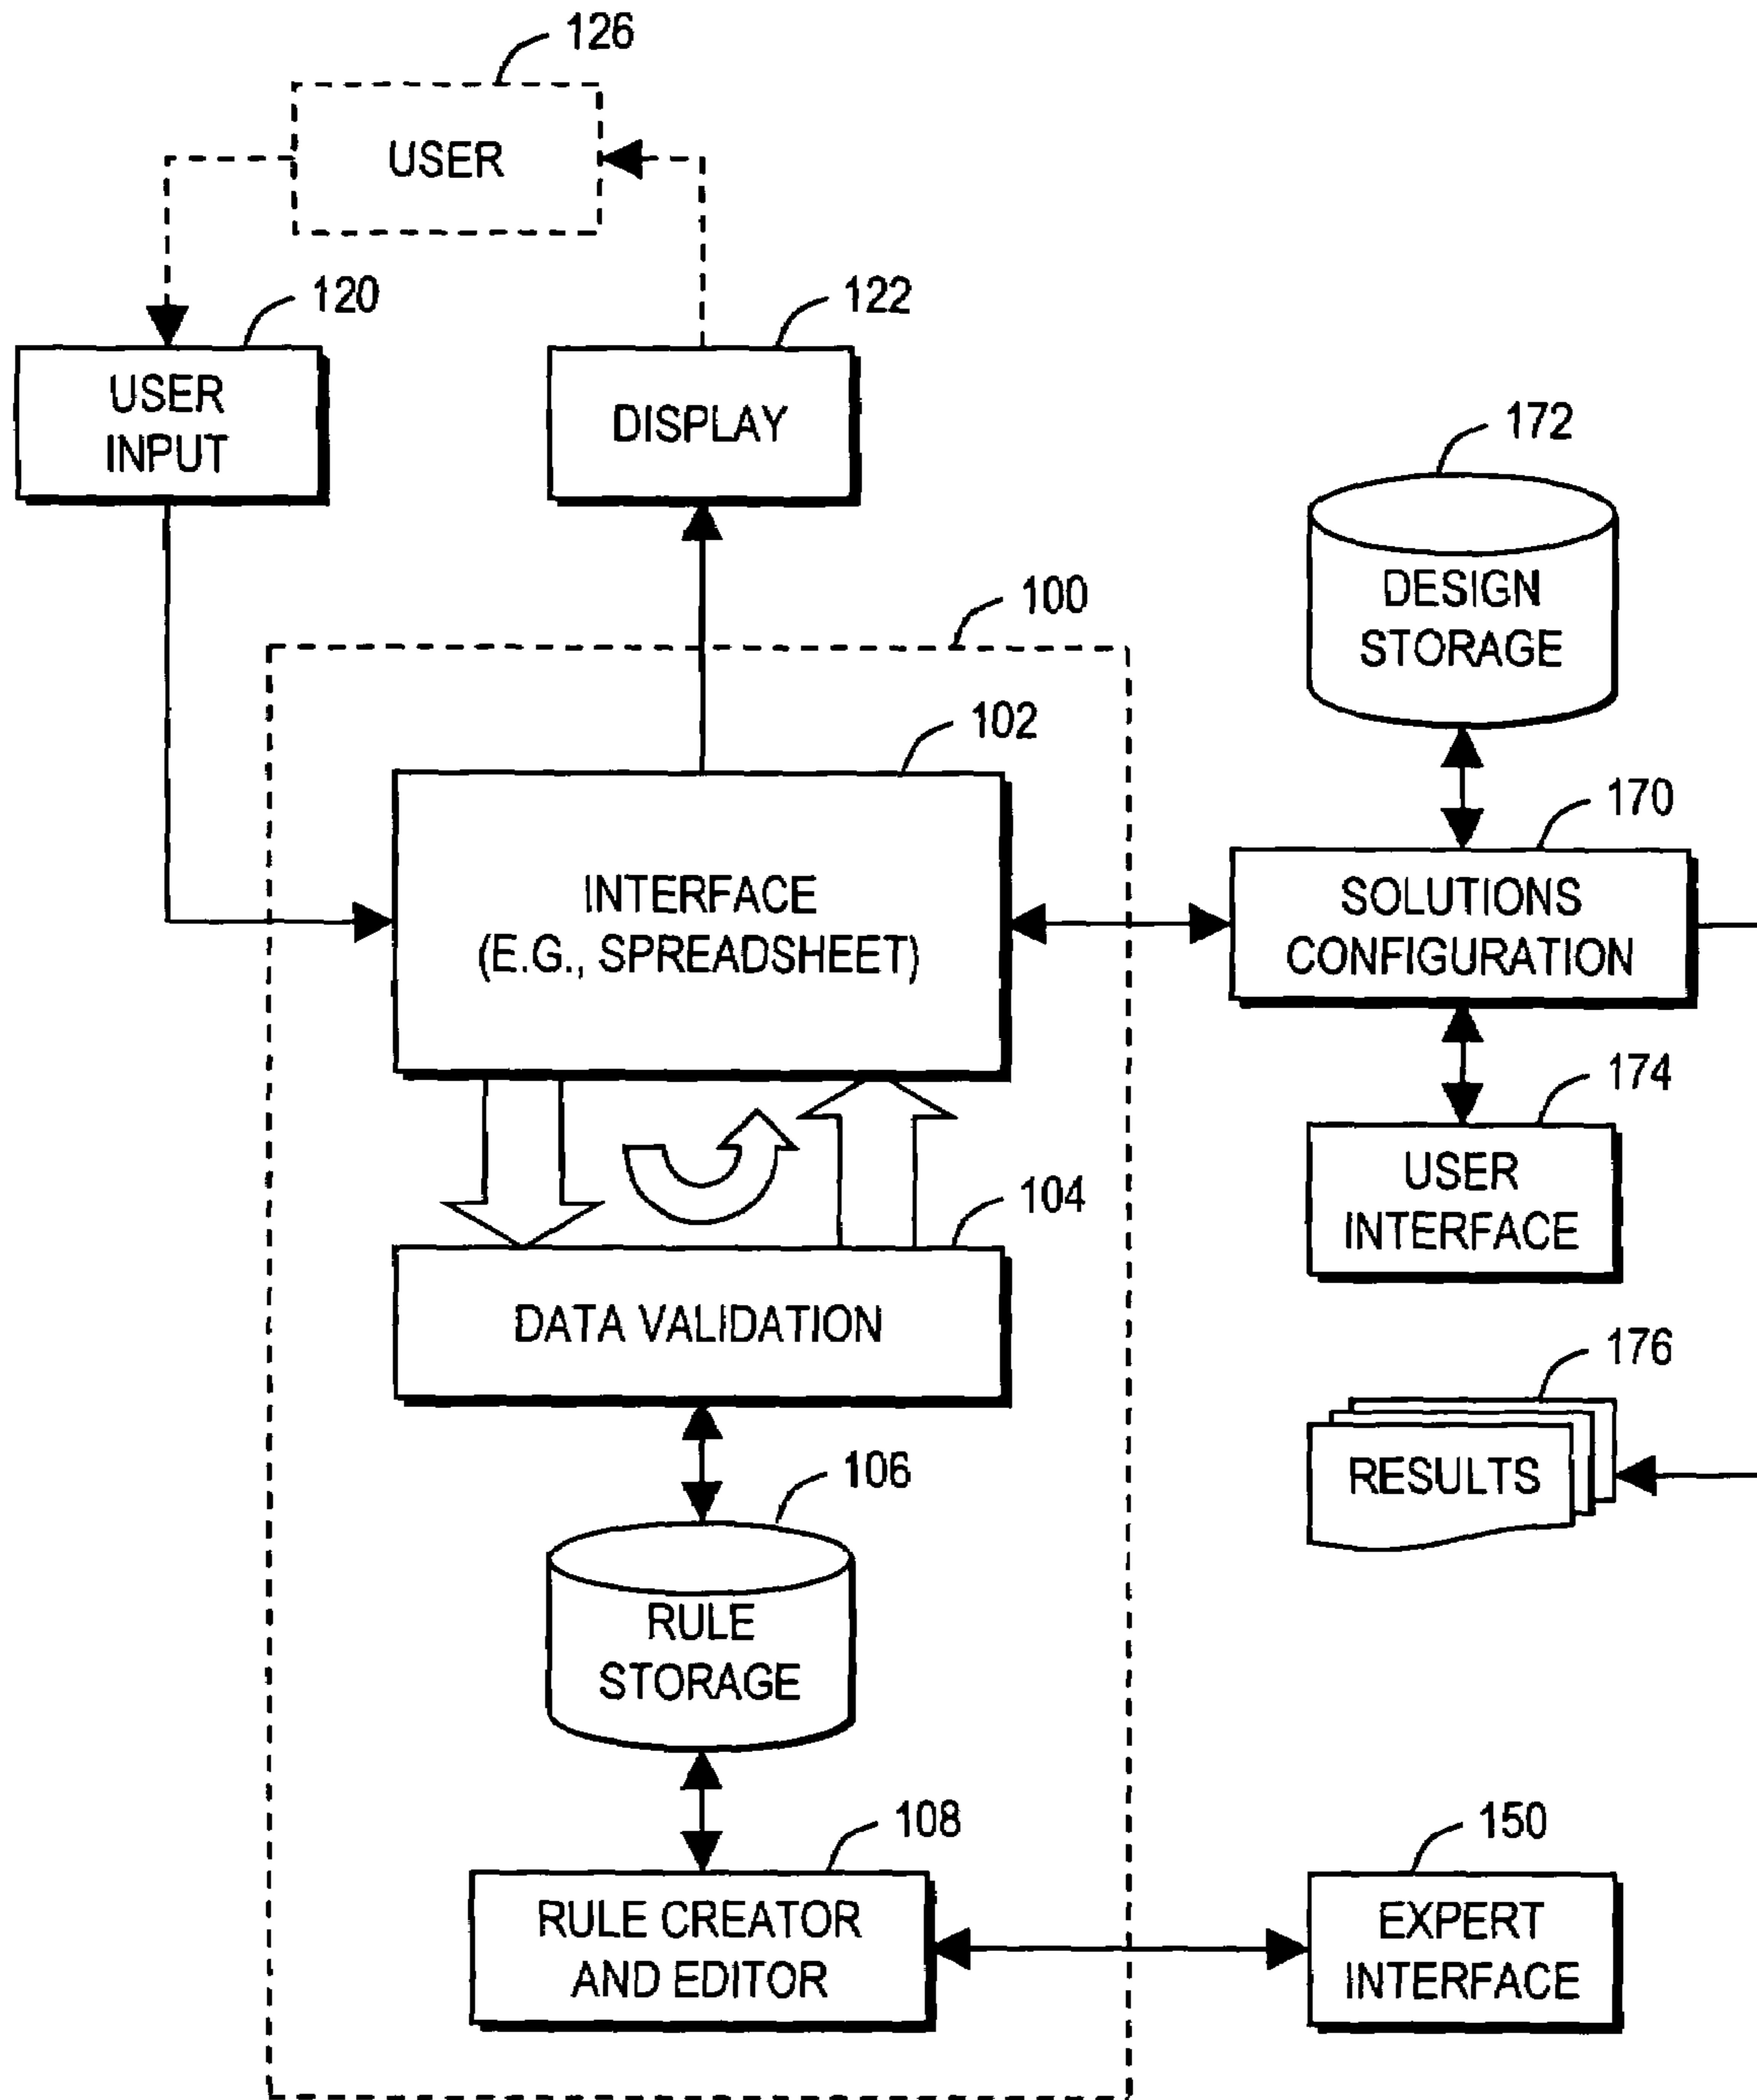 126
USER
120
122
USER
INPUT
DISPLAY
172
DESIGN
STORAGE
100
102
170
INTERFACE
(E.G., SPREADSHEET)
SOLUTIONS
CONFIGURATION
174
USER
INTERFACE
104
DATA VALIDATION
176
RESULTS
106
RULE
STORAGE
108
150
RULE CREATOR
AND EDITOR
EXPERT
INTERFACE